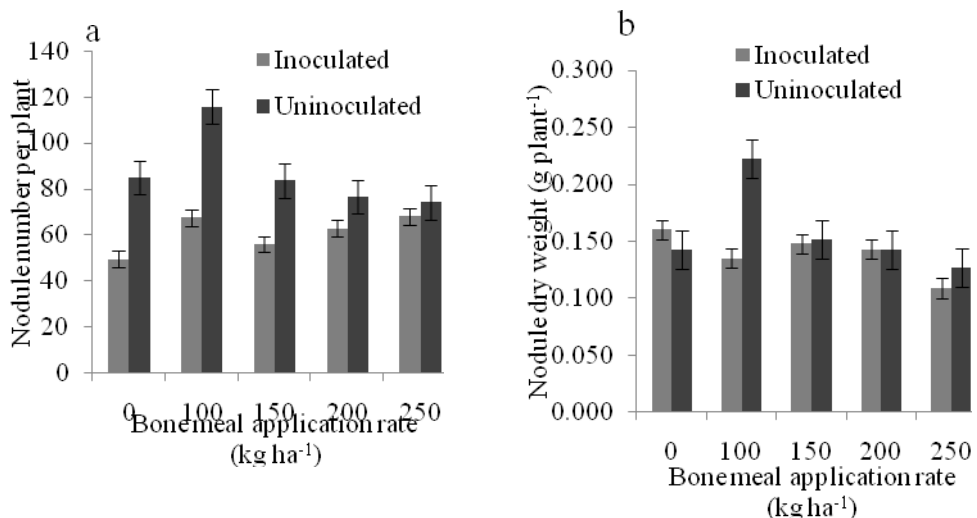 a
Nodule number per plant
140
120
100
80
60
40
20
0
Inoculated
Uninoculated
0 100 150 200 250
Bonemeal application rate
(kg ha⁻¹)
b
Nodule dry weight (g plant⁻¹)
0.300
0.250
0.200
0.150
0.100
0.050
0.000
Inoculated
Uninoculated
0 100 150 200 250
Bonemeal application rate
(kg ha⁻¹)